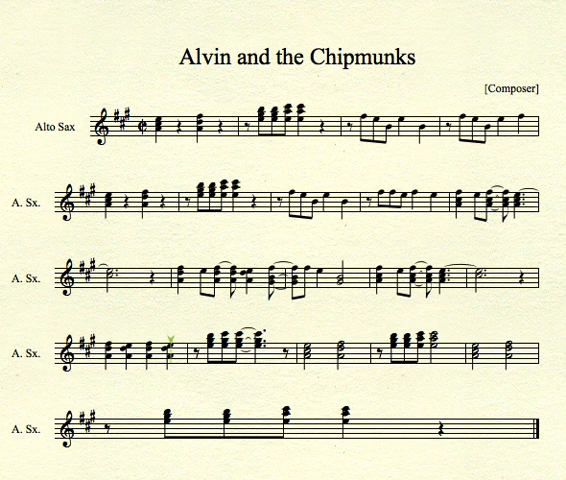 Alvin and the Chipmunks
[Composer]
Alto Sax
A. Sx.
A. Sx.
A. Sx.
A. Sx.